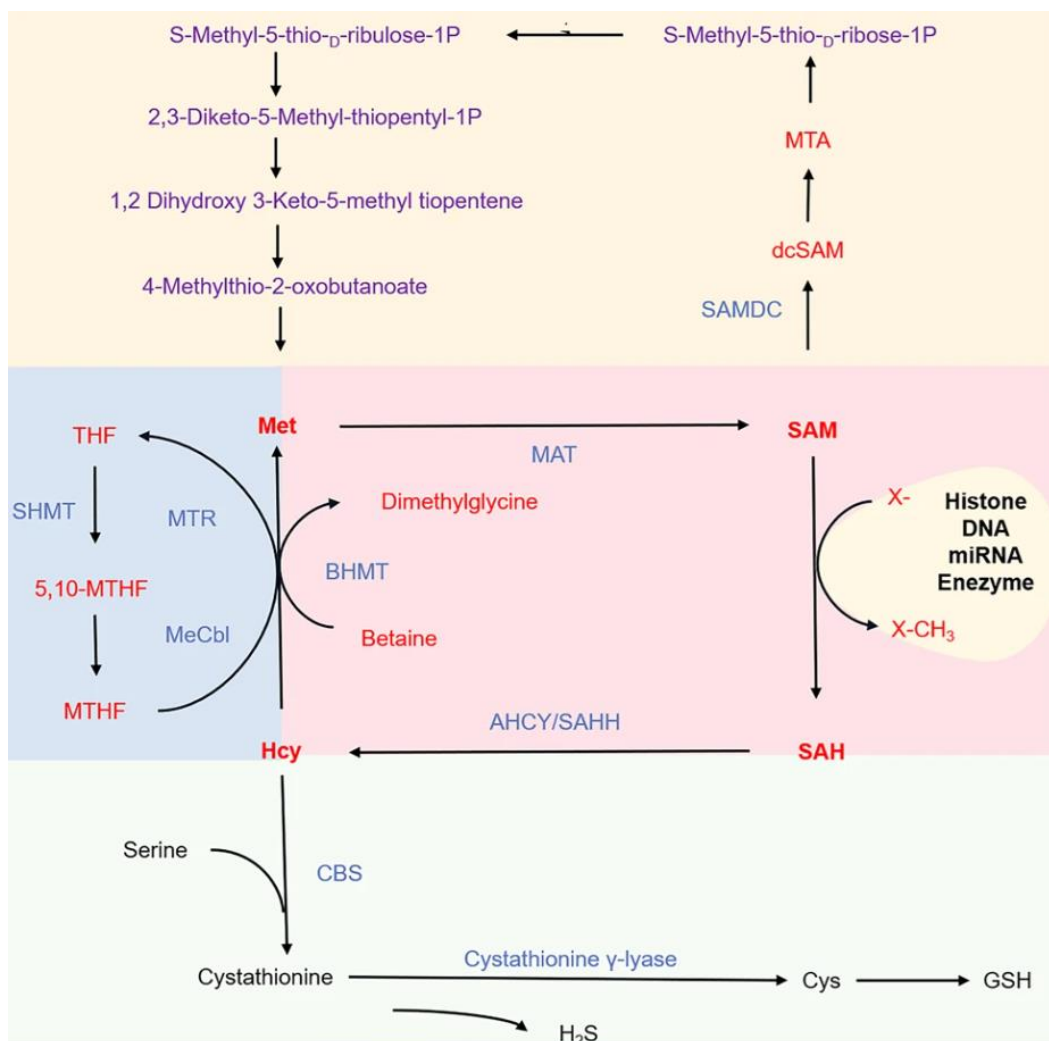 S-Methyl-5-thio-D-ribulose-1P
S-Methyl-5-thio-D-ribose-1P
2,3-Diketo-5-Methyl-thiopentyl-1P
MTA
1,2 Dihydroxy 3-Keto-5-methyl tiopentene
dcSAM
4-Methylthio-2-oxobutanoate
SAMDC
THF
Met
SAM
MAT
SHMT
MTR
Dimethylglycine
X-
Histone
DNA
miRNA
Enezyme
BHMT
5,10-MTHF
MeCbl
Betaine
X-CH₃
MTHF
AHCY/SAHH
Hcy
SAH
Serine
CBS
Cystathionine γ-lyase
Cystathionine
Cys
GSH
H₂S